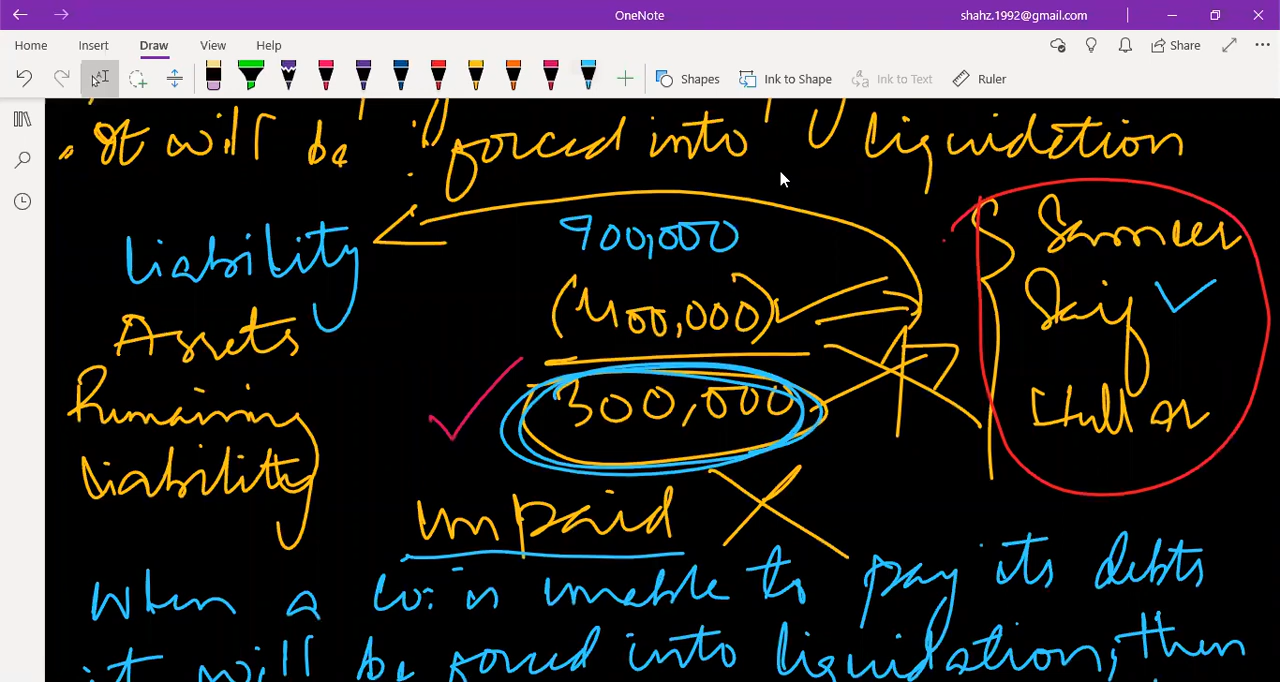 OneNote
shahz.1992@gmail.com
Home Insert Draw View Help
Share
Shapes Ink to Shape Ink to Text Ruler
It will be "forced into" liquidation
Liability 900,000
Assets (400,000)
Remaining 300,000
Liability
unpaid
Sameer
Saif
When a co: is unable to pay its debts
it will be forced into liquidation, then